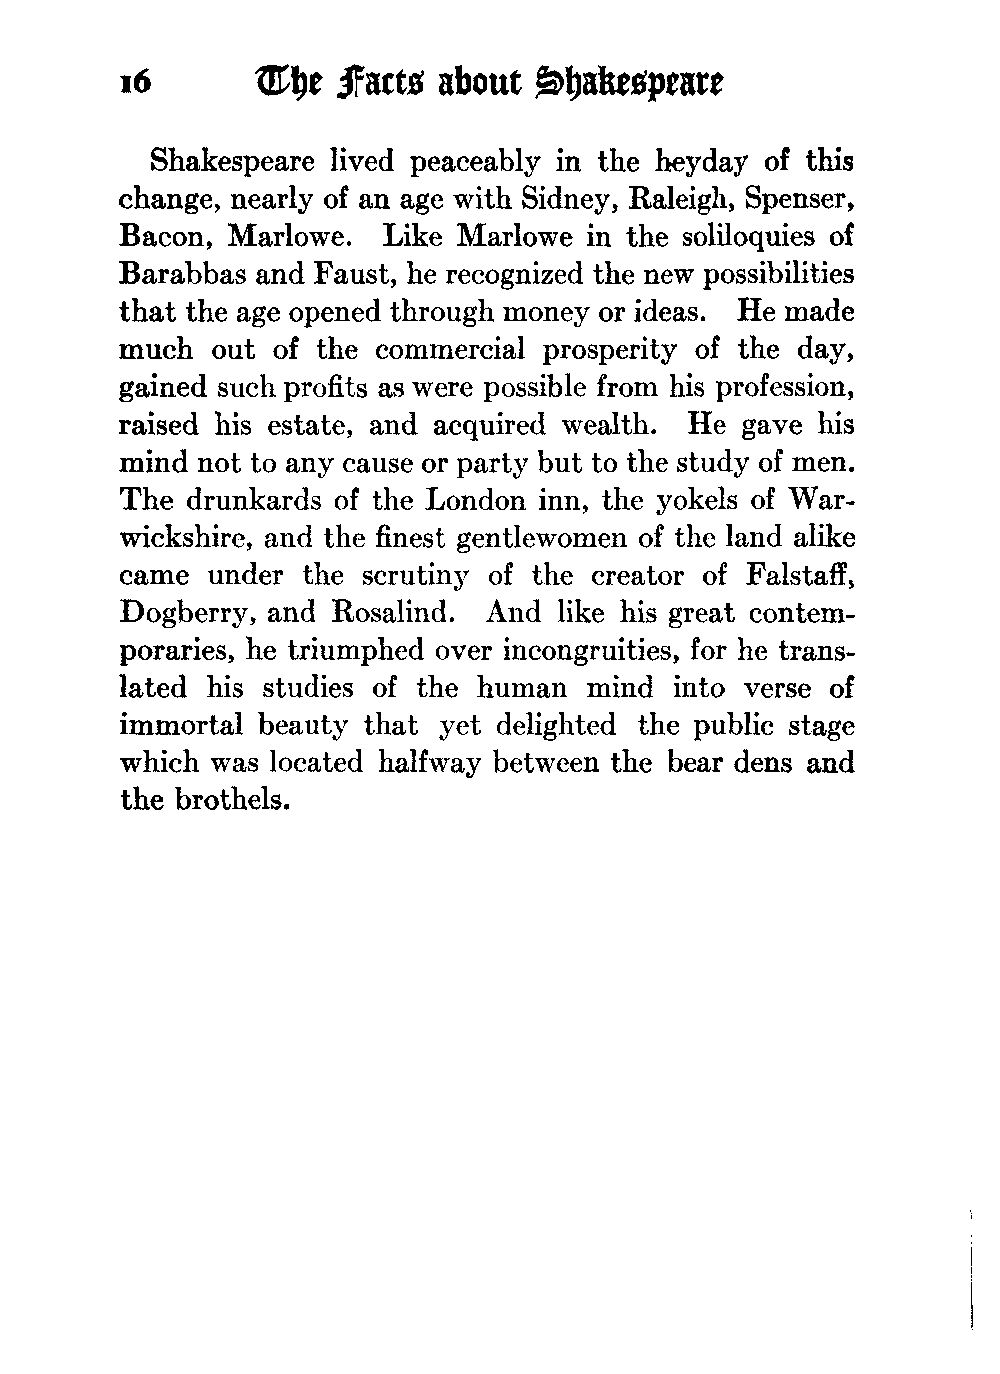 16 The Facts about Shakespeare
Shakespeare lived peaceably in the heyday of this
change, nearly of an age with Sidney, Raleigh, Spenser,
Bacon, Marlowe. Like Marlowe in the soliloquies of
Barabbas and Faust, he recognized the new possibilities
that the age opened through money or ideas. He made
much out of the commercial prosperity of the day,
gained such profits as were possible from his profession,
raised his estate, and acquired wealth. He gave his
mind not to any cause or party but to the study of men.
The drunkards of the London inn, the yokels of War-
wickshire, and the finest gentlewomen of the land alike
came under the scrutiny of the creator of Falstaff,
Dogberry, and Rosalind. And like his great contem-
poraries, he triumphed over incongruities, for he trans-
lated his studies of the human mind into verse of
immortal beauty that yet delighted the public stage
which was located halfway between the bear dens and
the brothels.